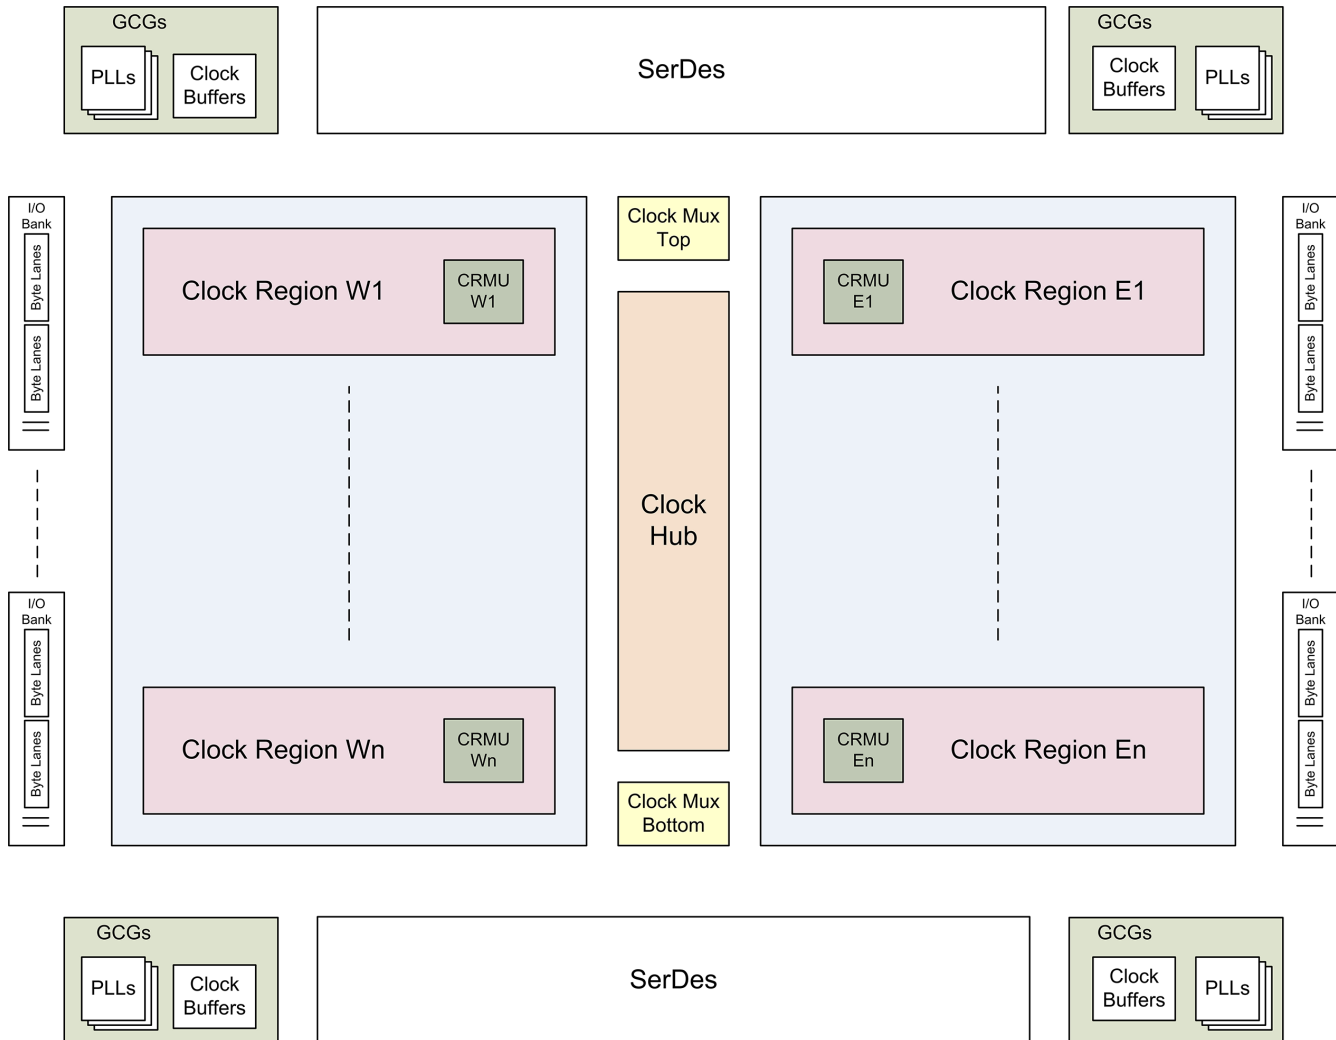 GCGs
PLLs
Clock
Buffers
SerDes
GCGs
Clock
Buffers
PLLs
I/O
Bank
Byte Lanes
Byte Lanes
Clock Region W1
CRMU
W1
Clock Mux
Top
CRMU
E1
Clock Region E1
I/O
Bank
Byte Lanes
Byte Lanes
Clock
Hub
I/O
Bank
Byte Lanes
Byte Lanes
Clock Region Wn
CRMU
Wn
Clock Mux
Bottom
CRMU
En
Clock Region En
I/O
Bank
Byte Lanes
Byte Lanes
GCGs
PLLs
Clock
Buffers
SerDes
GCGs
Clock
Buffers
PLLs